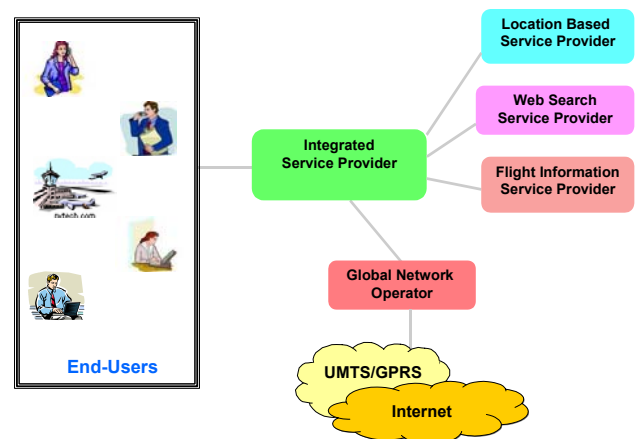 Location Based
Service Provider
Web Search
Service Provider
Integrated
Service Provider
Flight Information
Service Provider
Global Network
Operator
End-Users
UMTS/GPRS
Internet